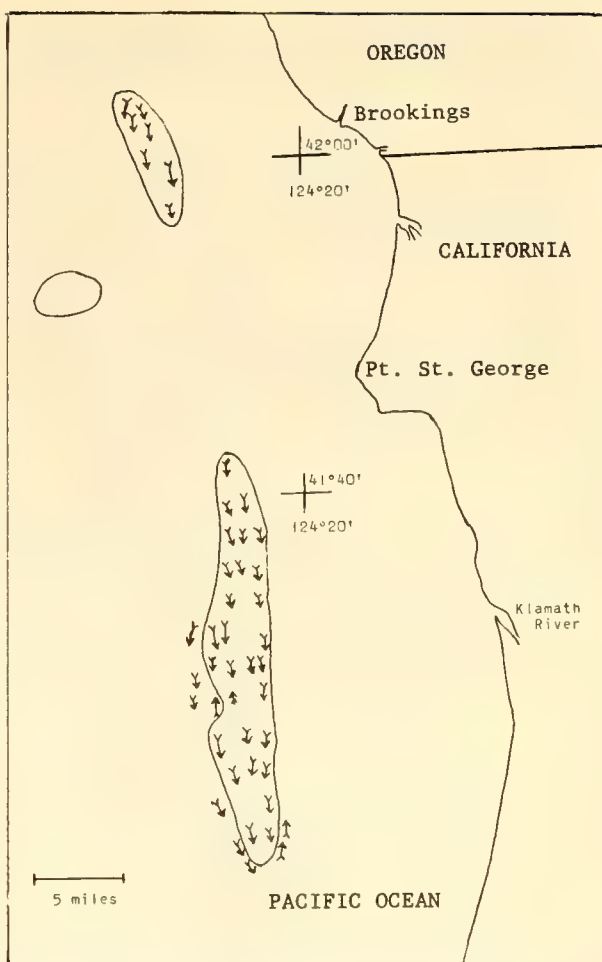 OREGON
Brookings
42°00'
124°20'
CALIFORNIA
Pt. St. George
41°40'
124°20'
Klamath
River
5 miles
PACIFIC OCEAN